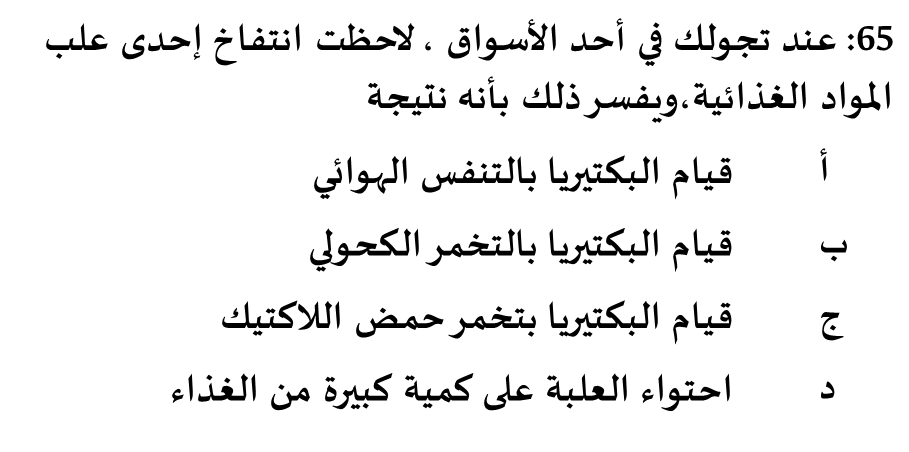 65: عند تجولك في أحد الأسواق ، لاحظت انتفاخ إحدى علب
المواد الغذائية،ويفسر ذلك بأنه نتيجة
أ قيام البكتيريا بالتنفس الهوائي
ب قيام البكتيريا بالتخمر الكحولي
ج قيام البكتيريا بتخمر حمض اللاكتيك
د احتواء العلبة على كمية كبيرة من الغذاء